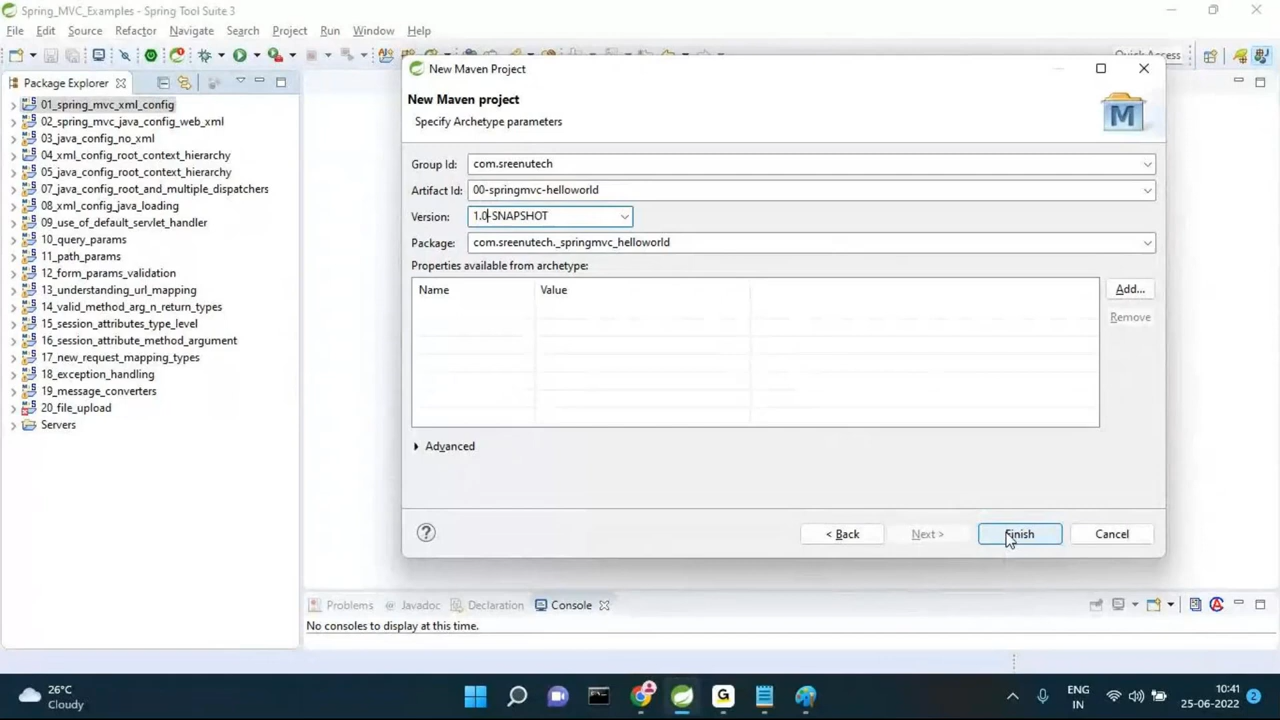 Spring_MVC_Examples - Spring Tool Suite 3
File Edit Source Refactor Navigate Search Project Run Window Help
Quick Access
Package Explorer
01_spring_mvc_xml_config
02_spring_mvc_java_config_web_xml
03_java_config_no_xml
04_xml_config_root_context_hierarchy
05_java_config_root_context_hierarchy
07_java_config_root_and_multiple_dispatchers
08_xml_config_java_loading
09_use_of_default_servlet_handler
10_query_params
11_path_params
12_form_params_validation
13_understanding_url_mapping
14_valid_method_arg_n_return_types
15_session_attributes_type_level
16_session_attribute_method_argument
17_new_request_mapping_types
18_exception_handling
19_message_converters
20_file_upload
Servers
New Maven Project
New Maven project
Specify Archetype parameters
M
Group Id: com.sreenutech
Artifact Id: 00-springmvc-helloworld
Version: 1.0-SNAPSHOT
Package: com.sreenutech._springmvc_helloworld
Properties available from archetype:
Name Value
Add...
Remove
Advanced
? < Back Next > Finish Cancel
Problems @ Javadoc Declaration Console
No consoles to display at this time.
26°C
Cloudy
G
ENG
IN
10:41
25-06-2022
2